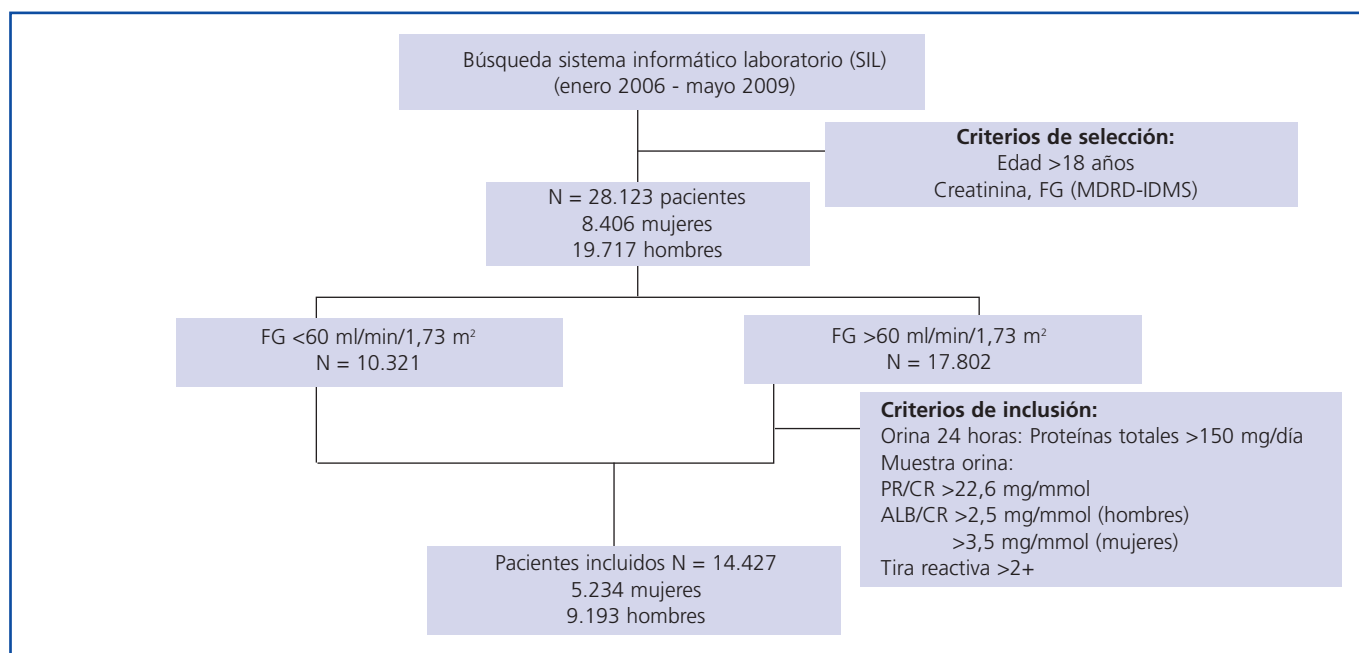 Búsqueda sistema informático laboratorio (SIL)
(enero 2006 - mayo 2009)
Criterios de selección:
Edad >18 años
Creatinina, FG (MDRD-IDMS)
N = 28.123 pacientes
8.406 mujeres
19.717 hombres
FG <60 ml/min/1,73 m²
N = 10.321
FG >60 ml/min/1,73 m²
N = 17.802
Criterios de inclusión:
Orina 24 horas: Proteínas totales >150 mg/día
Muestra orina:
PR/CR >22,6 mg/mmol
ALB/CR >2,5 mg/mmol (hombres)
>3,5 mg/mmol (mujeres)
Tira reactiva >2+
Pacientes incluidos N = 14.427
5.234 mujeres
9.193 hombres